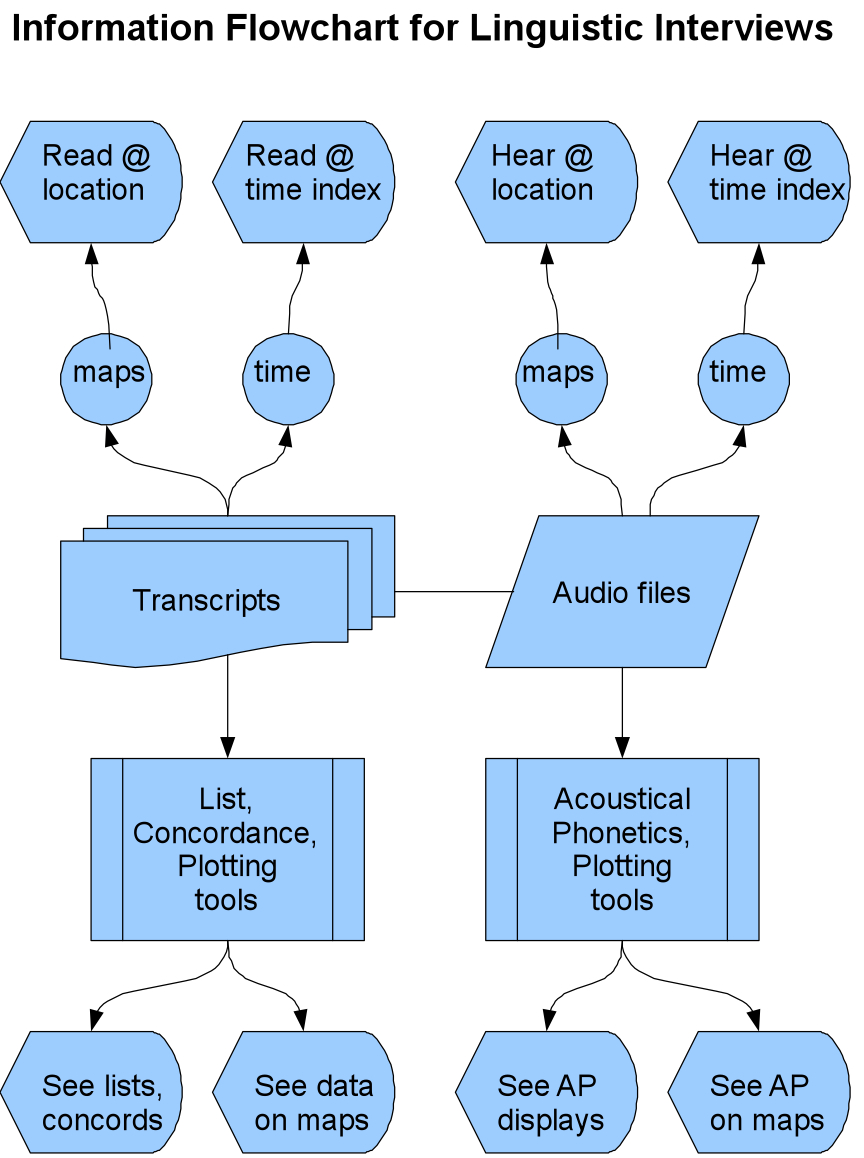 Information Flowchart for Linguistic Interviews
Read @
location
Read @
time index
Hear @
location
Hear @
time index
maps
time
maps
time
Transcripts
Audio files
List,
Concordance,
Plotting
tools
Acoustical
Phonetics,
Plotting
tools
See lists,
concords
See data
on maps
See AP
displays
See AP
on maps